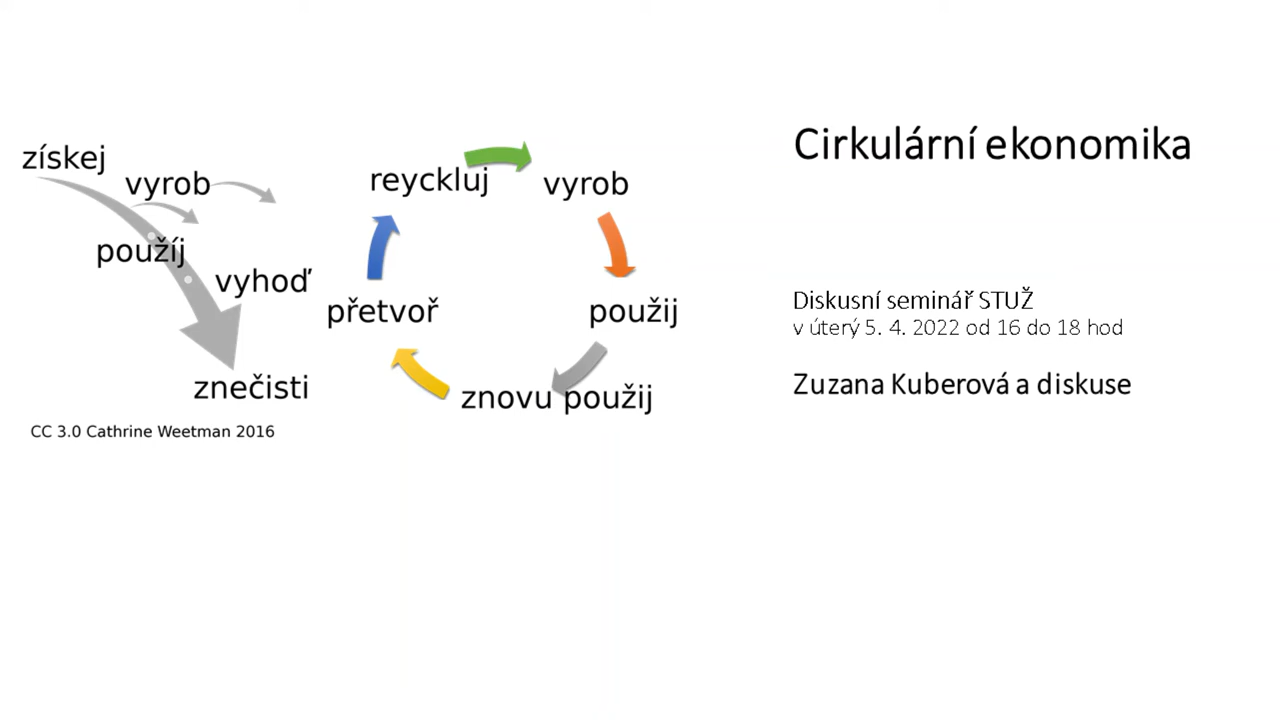 získej
vyrob
použíj
vyhoď
znečisti
CC 3.0 Cathrine Weetman 2016
reyckluj
vyrob
použij
znovu použij
přetvoř
Cirkulární ekonomika
Diskusní seminář STUŽ
v úterý 5. 4. 2022 od 16 do 18 hod
Zuzana Kuberová a diskuse